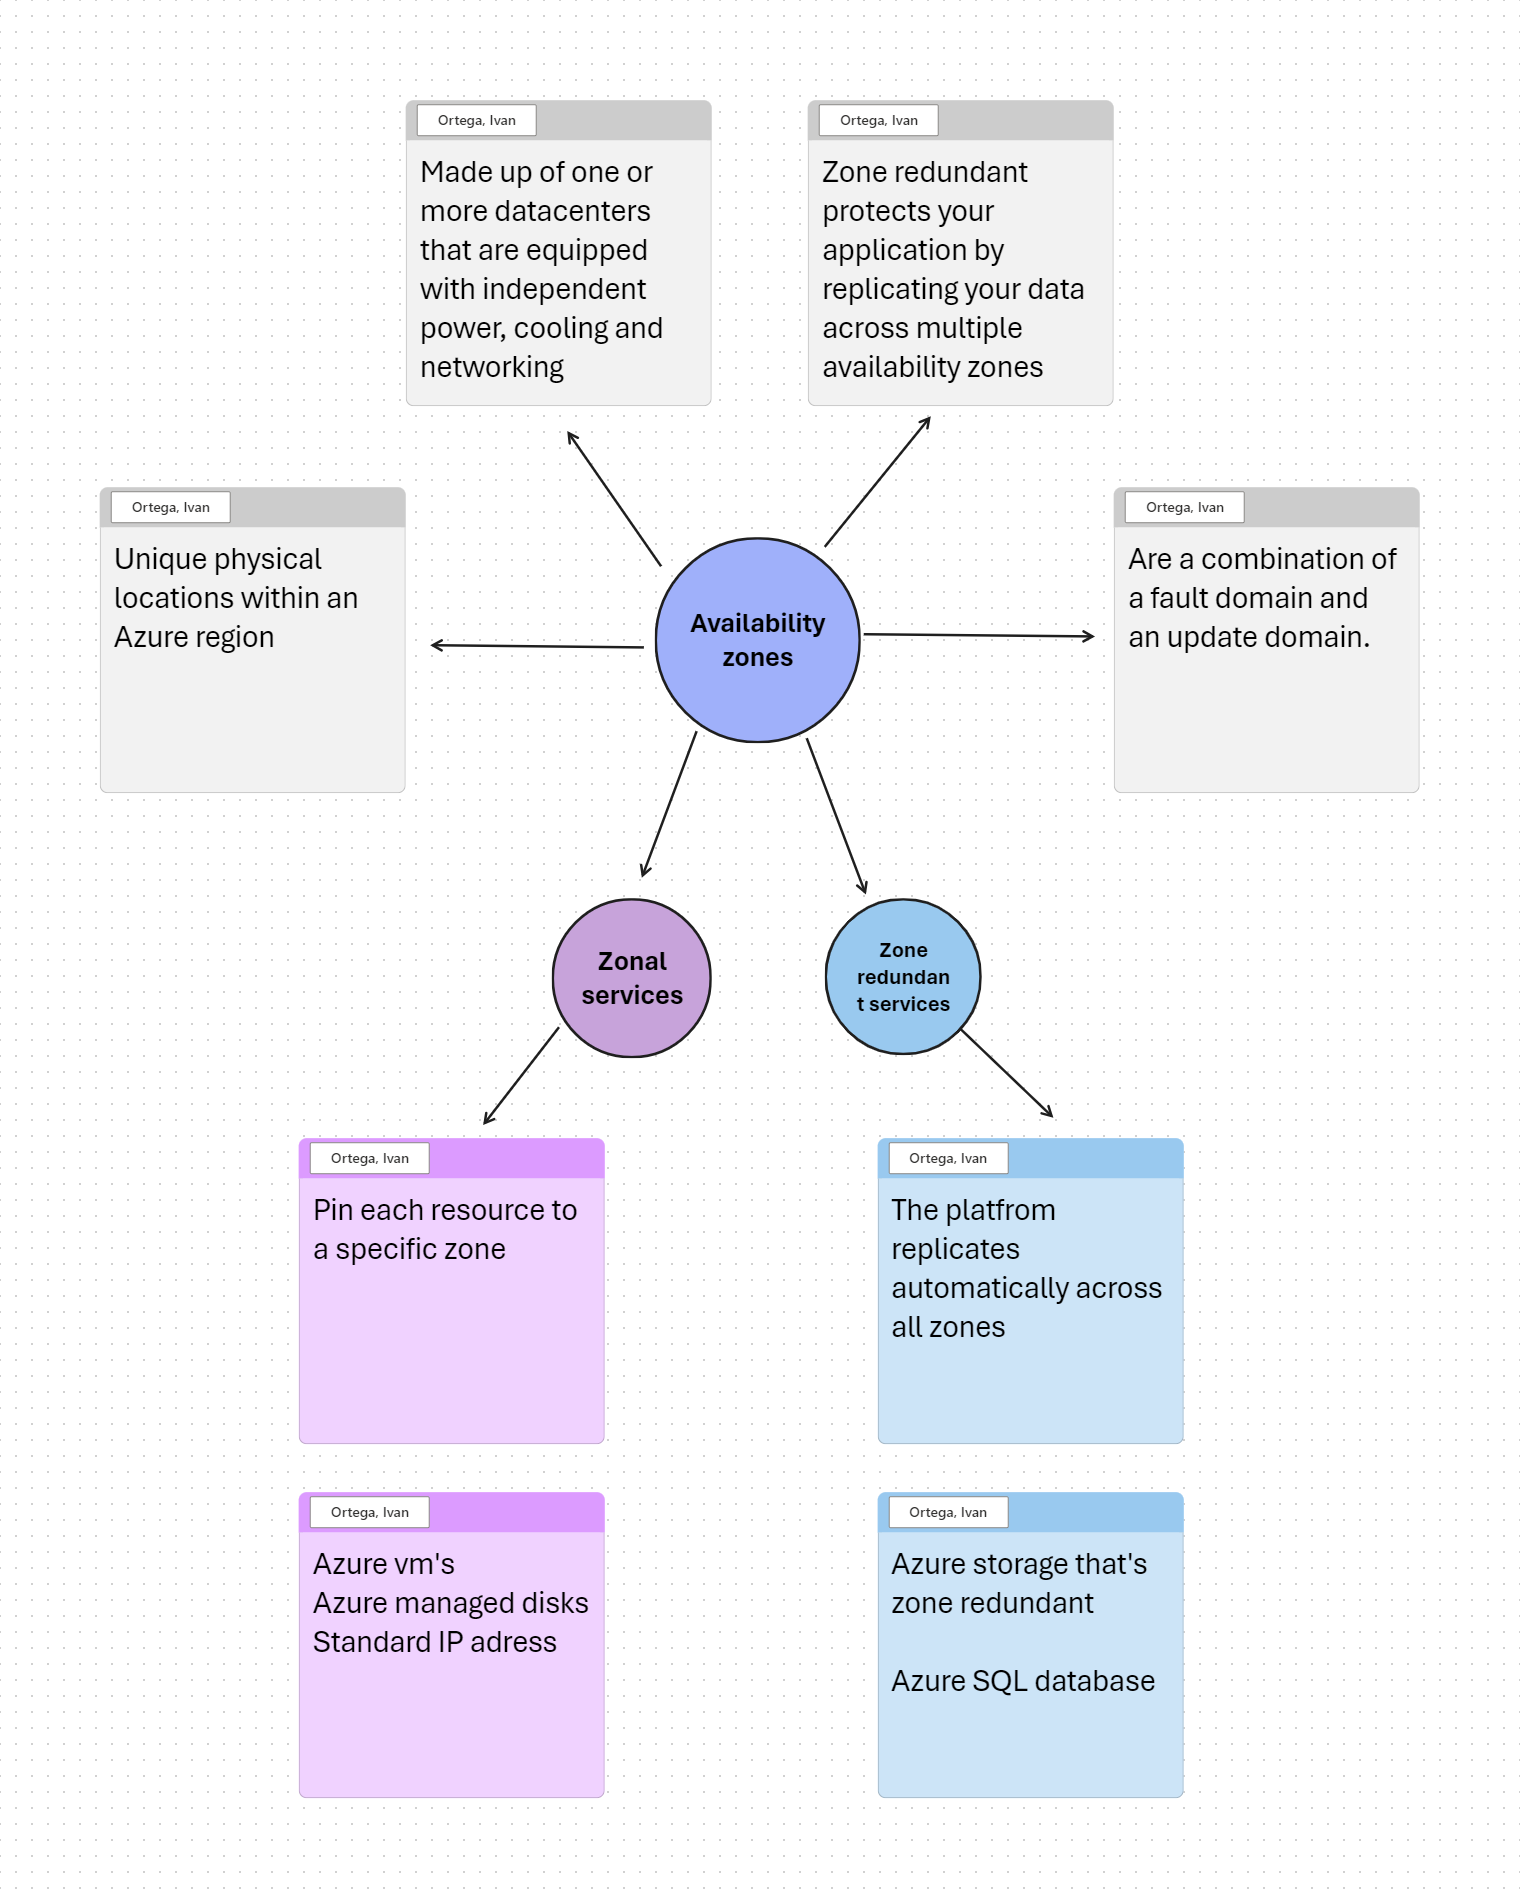 Ortega, Ivan
Made up of one or
more datacenters
that are equipped
with independent
power, cooling and
networking
Ortega, Ivan
Zone redundant
protects your
application by
replicating your data
across multiple
availability zones
Ortega, Ivan
Unique physical
locations within an
Azure region
Availability
zones
Ortega, Ivan
Are a combination of
a fault domain and
an update domain.
Zonal
services
Zone
redundan
t services
Ortega, Ivan
Pin each resource to
a specific zone
Ortega, Ivan
The platfrom
replicates
automatically across
all zones
Ortega, Ivan
Azure vm's
Azure managed disks
Standard IP adress
Ortega, Ivan
Azure storage that's
zone redundant
Azure SQL database